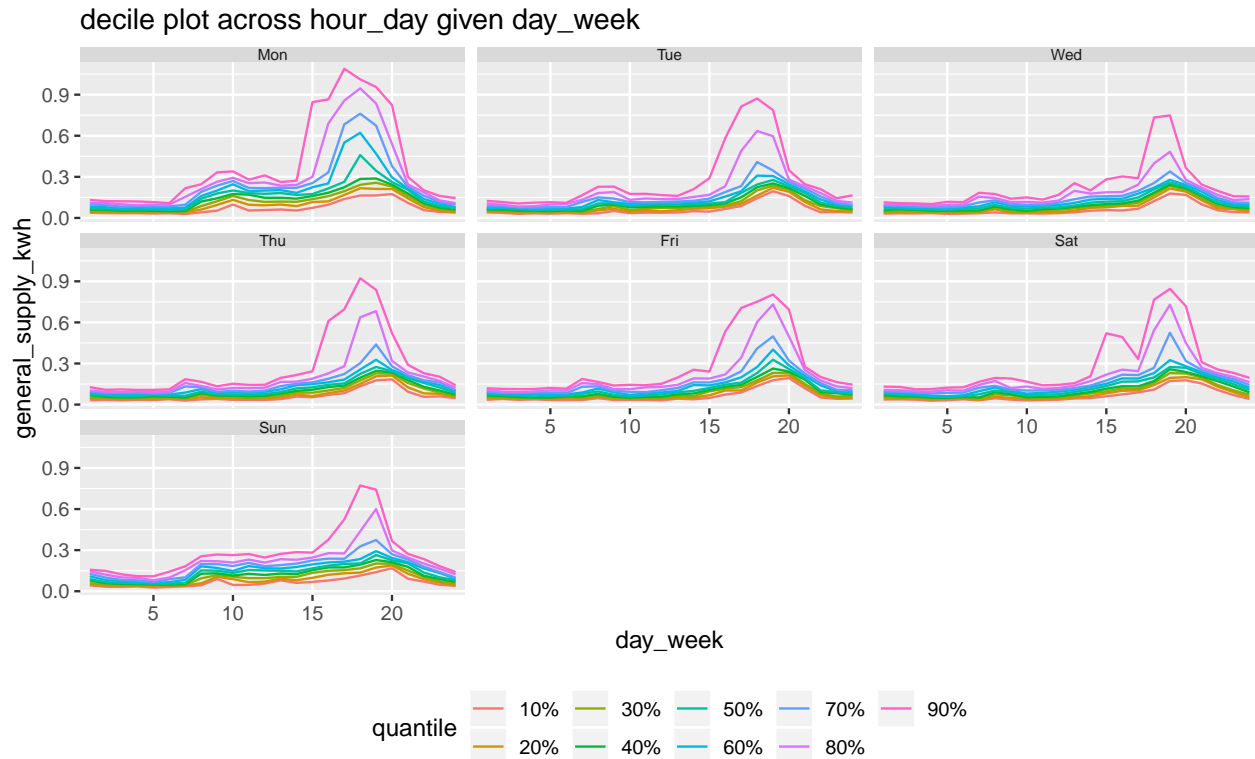 decile plot across hour_day given day_week
Mon Tue Wed
0.9
0.6
0.3
0.0
Thu Fri Sat
0.9
0.6
0.3
0.0
5 10 15 20 5 10 15 20
Sun
0.9
0.6
0.3
0.0
5 10 15 20
general_supply_kwh
day_week
quantile
10% 30% 50% 70% 90%
20% 40% 60% 80%